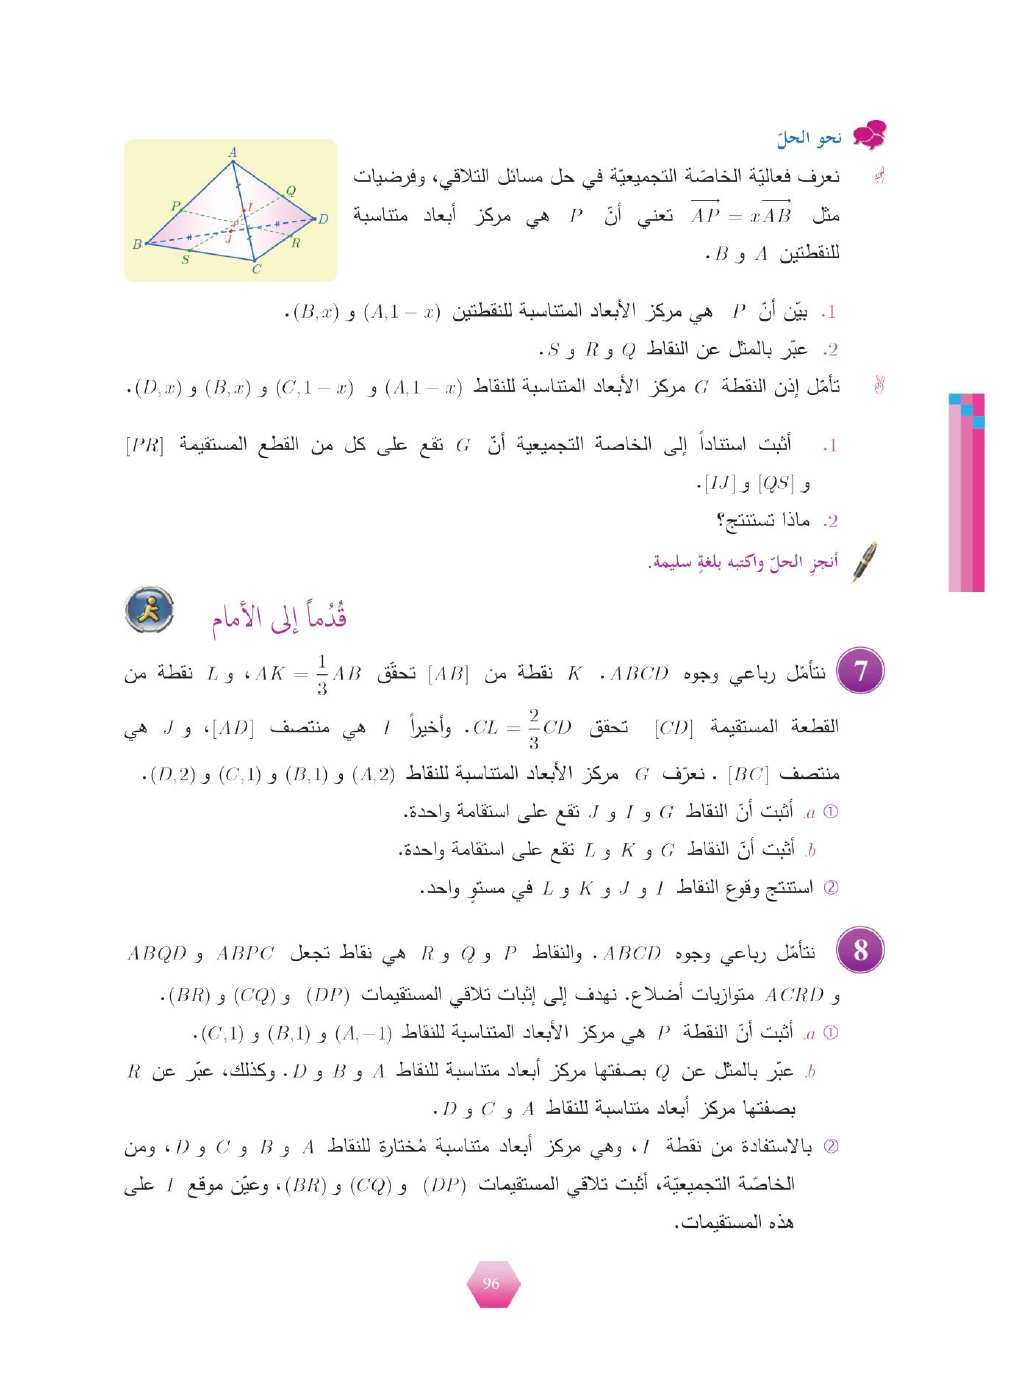 نحو الحلّ
نعرف فعاليّة الخاصّة التجميعيّة في حل مسائل التلاقي، وفرضيات
مثل $\overrightarrow{AP} = x\overrightarrow{AB}$ تعني أنّ P هي مركز أبعاد متناسبة
للنقطتين A و B.
A
Q
P
I
G
D
J
R
B
S
C
1. بيّن أنّ P هي مركز الأبعاد المتناسبة للنقطتين (A,1 − x) و (B,x).
2. عبّر بالمثل عن النقاط Q و R و S.
تأمّل إذن النقطة G مركز الأبعاد المتناسبة للنقاط (A,1 − x) و (C,1 − x) و (B,x) و (D,x).
1. أثبت استناداً إلى الخاصة التجميعية أنّ G تقع على كل من القطع المستقيمة [PR]
و [QS] و [IJ].
2. ماذا تستنتج؟
أنجز الحلّ واكتبه بلغةٍ سليمة.
قُدُماً إلى الأمام
7 نتأمّل رباعي وجوه ABCD. K نقطة من [AB] تحقّق $AK = \frac{1}{3}AB$، و L نقطة من
القطعة المستقيمة [CD] تحقق $CL = \frac{2}{3}CD$. وأخيراً I هي منتصف [AD]، و J هي
منتصف [BC]. نعرّف G مركز الأبعاد المتناسبة للنقاط (A,2) و (B,1) و (C,1) و (D,2).
① a. أثبت أنّ النقاط G و I و J تقع على استقامة واحدة.
b. أثبت أنّ النقاط G و K و L تقع على استقامة واحدة.
② استنتج وقوع النقاط I و J و K و L في مستوٍ واحد.
8 نتأمّل رباعي وجوه ABCD. والنقاط P و Q و R هي نقاط تجعل ABPC و ABQD
و ACRD متوازيات أضلاع. نهدف إلى إثبات تلاقي المستقيمات (DP) و (CQ) و (BR).
① a. أثبت أنّ النقطة P هي مركز الأبعاد المتناسبة للنقاط (A,−1) و (B,1) و (C,1).
b. عبّر بالمثل عن Q بصفتها مركز أبعاد متناسبة للنقاط A و B و D. وكذلك، عبّر عن R
بصفتها مركز أبعاد متناسبة للنقاط A و C و D.
② بالاستفادة من نقطة I، وهي مركز أبعاد متناسبة مُختارة للنقاط A و B و C و D، ومن
الخاصّة التجميعيّة، أثبت تلاقي المستقيمات (DP) و (CQ) و (BR)، وعيّن موقع I على
هذه المستقيمات.
96